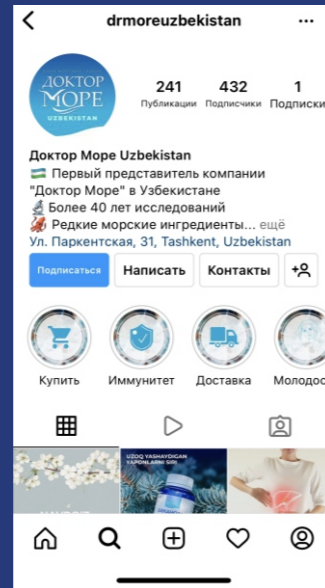 drmoreuzbekistan
ДОКТОР
МОРЕ
UZBEKISTAN
241 432 1
Публикации Подписчики Подписки
Доктор Море Uzbekistan
Первый представитель компании
"Доктор Море" в Узбекистане
Более 40 лет исследований
Редкие морские ингредиенты... ещё
Ул. Паркентская, 31, Tashkent, Uzbekistan
Подписаться Написать Контакты
Купить Иммунитет Доставка Молодос
UZOQ YASHAYDIGAN
YAPONLARNI SIRI